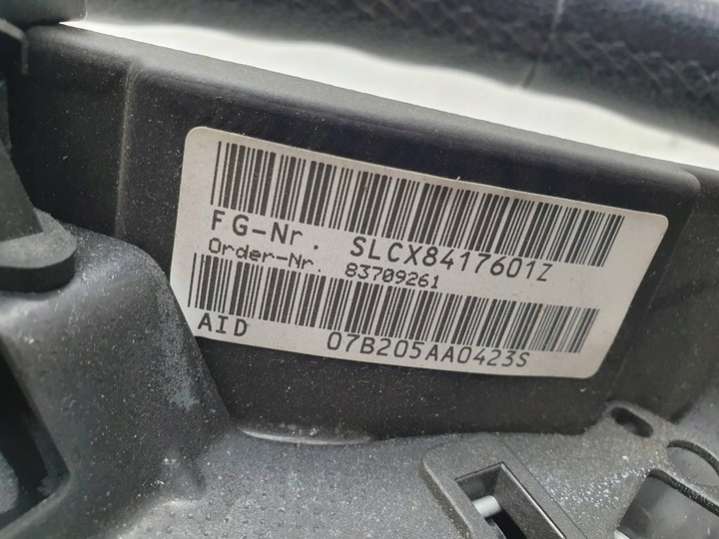 FG-Nr. SLCX8417601Z
Order-Nr. 83709261
AID 07B205AA0423S